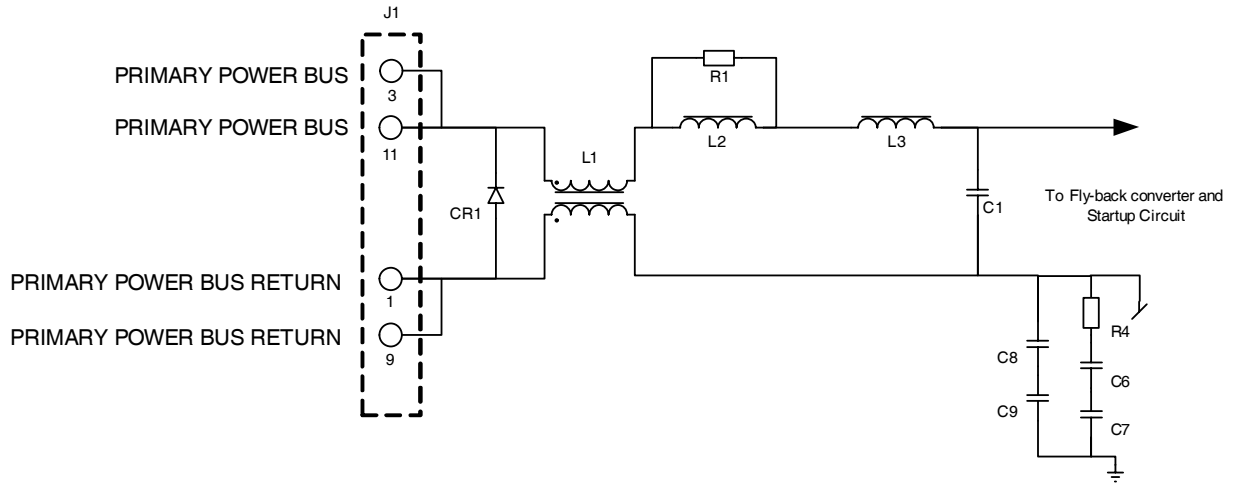 J1
PRIMARY POWER BUS
3
PRIMARY POWER BUS
11
PRIMARY POWER BUS RETURN
1
PRIMARY POWER BUS RETURN
9
CR1
L1
R1
L2
L3
C1
To Fly-back converter and
Startup Circuit
R4
C8
C6
C9
C7